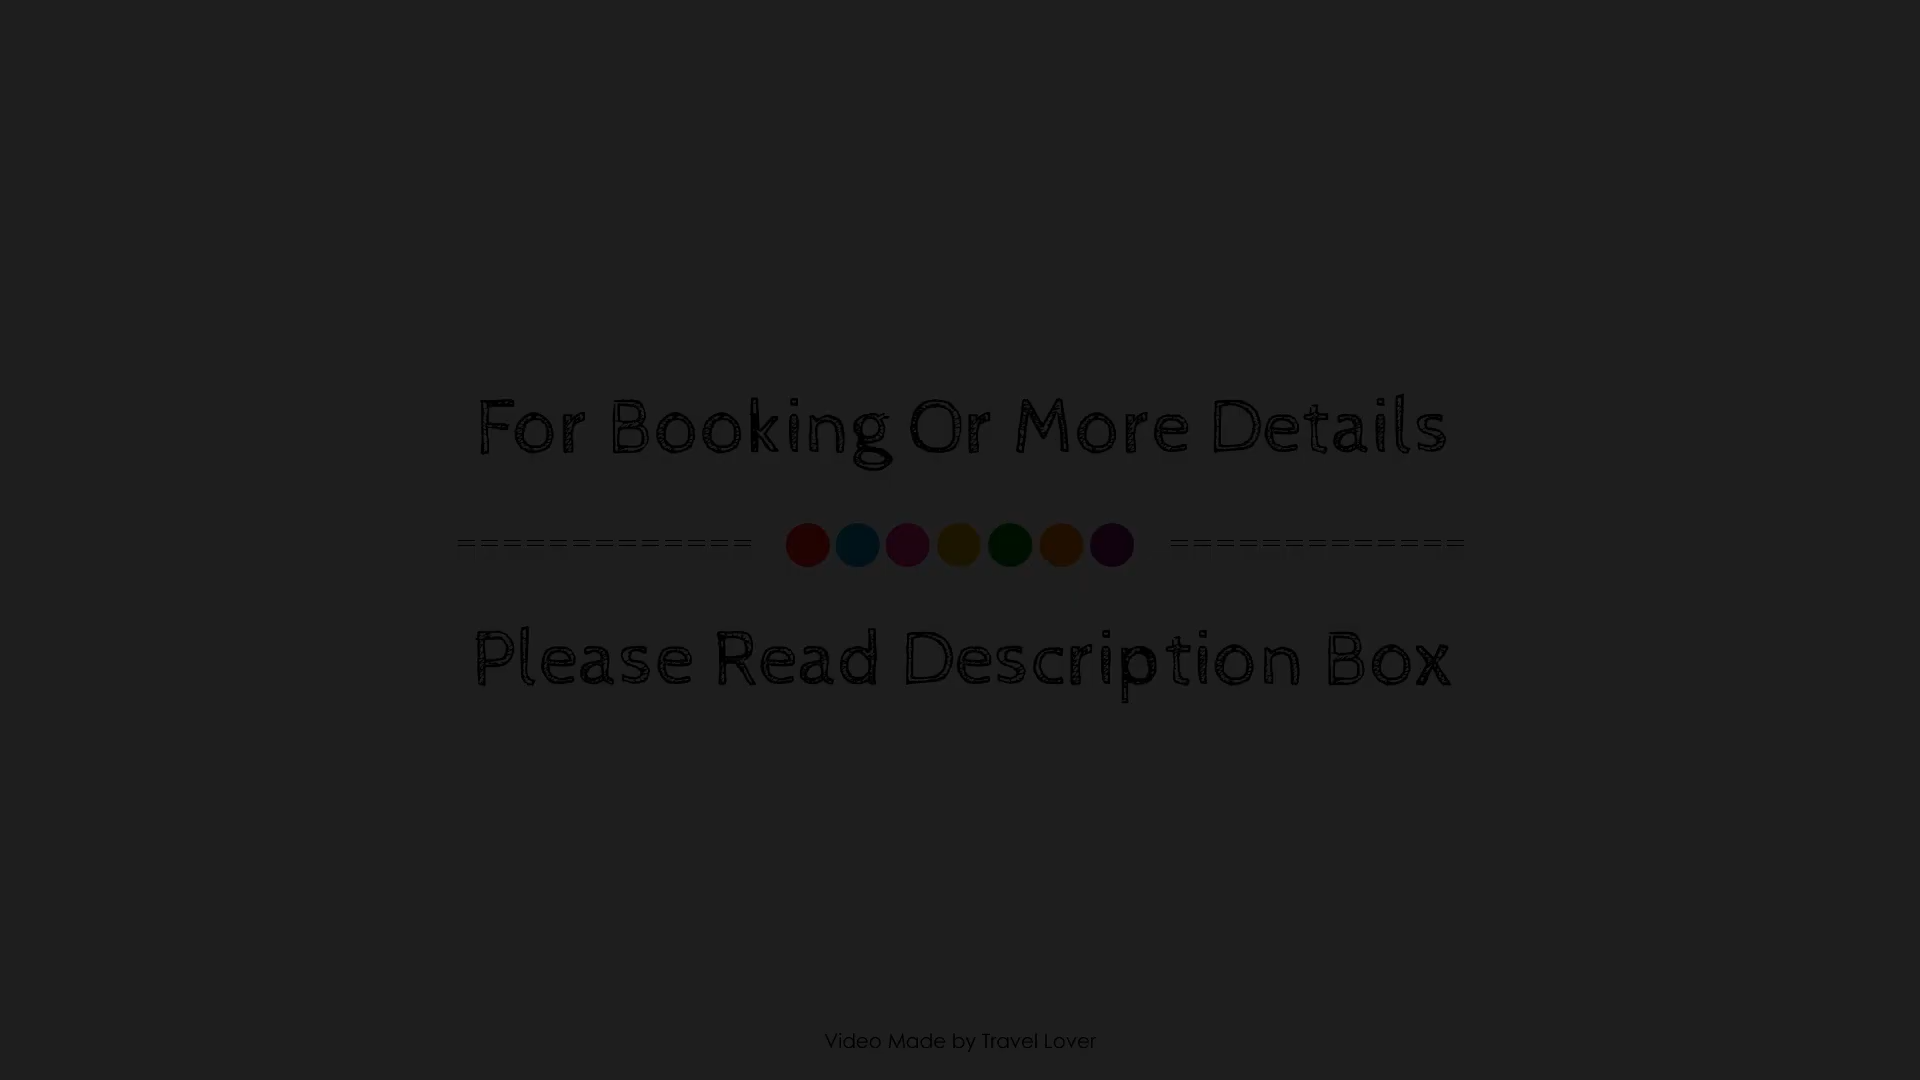 For Booking Or More Details
============= =============
Please Read Description Box
Video Made by Travel Lover